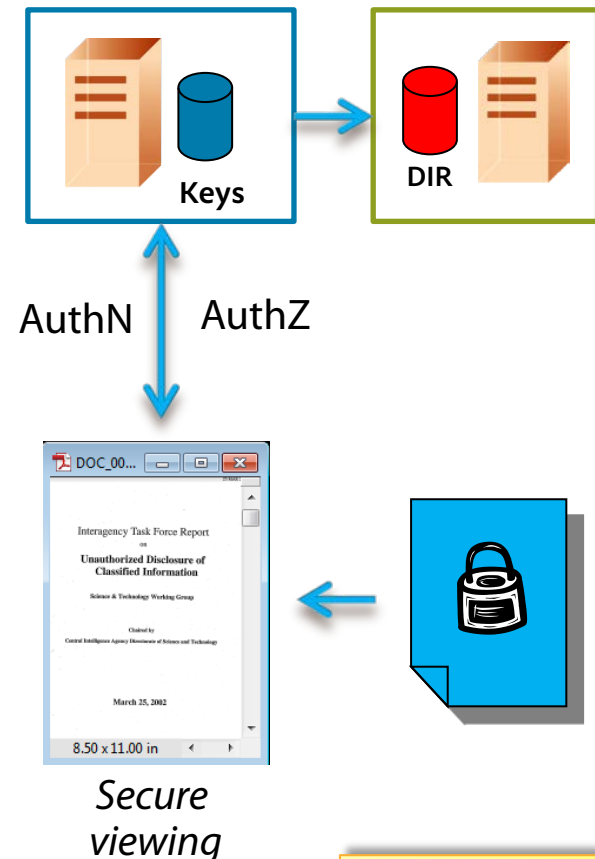 Keys
DIR
AuthN
AuthZ
DOC_00...
Interagency Task Force Report
on
Unauthorized Disclosure of
Classified Information
Science & Technology Working Group
Chaired by
Central Intelligence Agency Directorate of Science and Technology
March 25, 2002
8.50 x 11.00 in
Secure
viewing